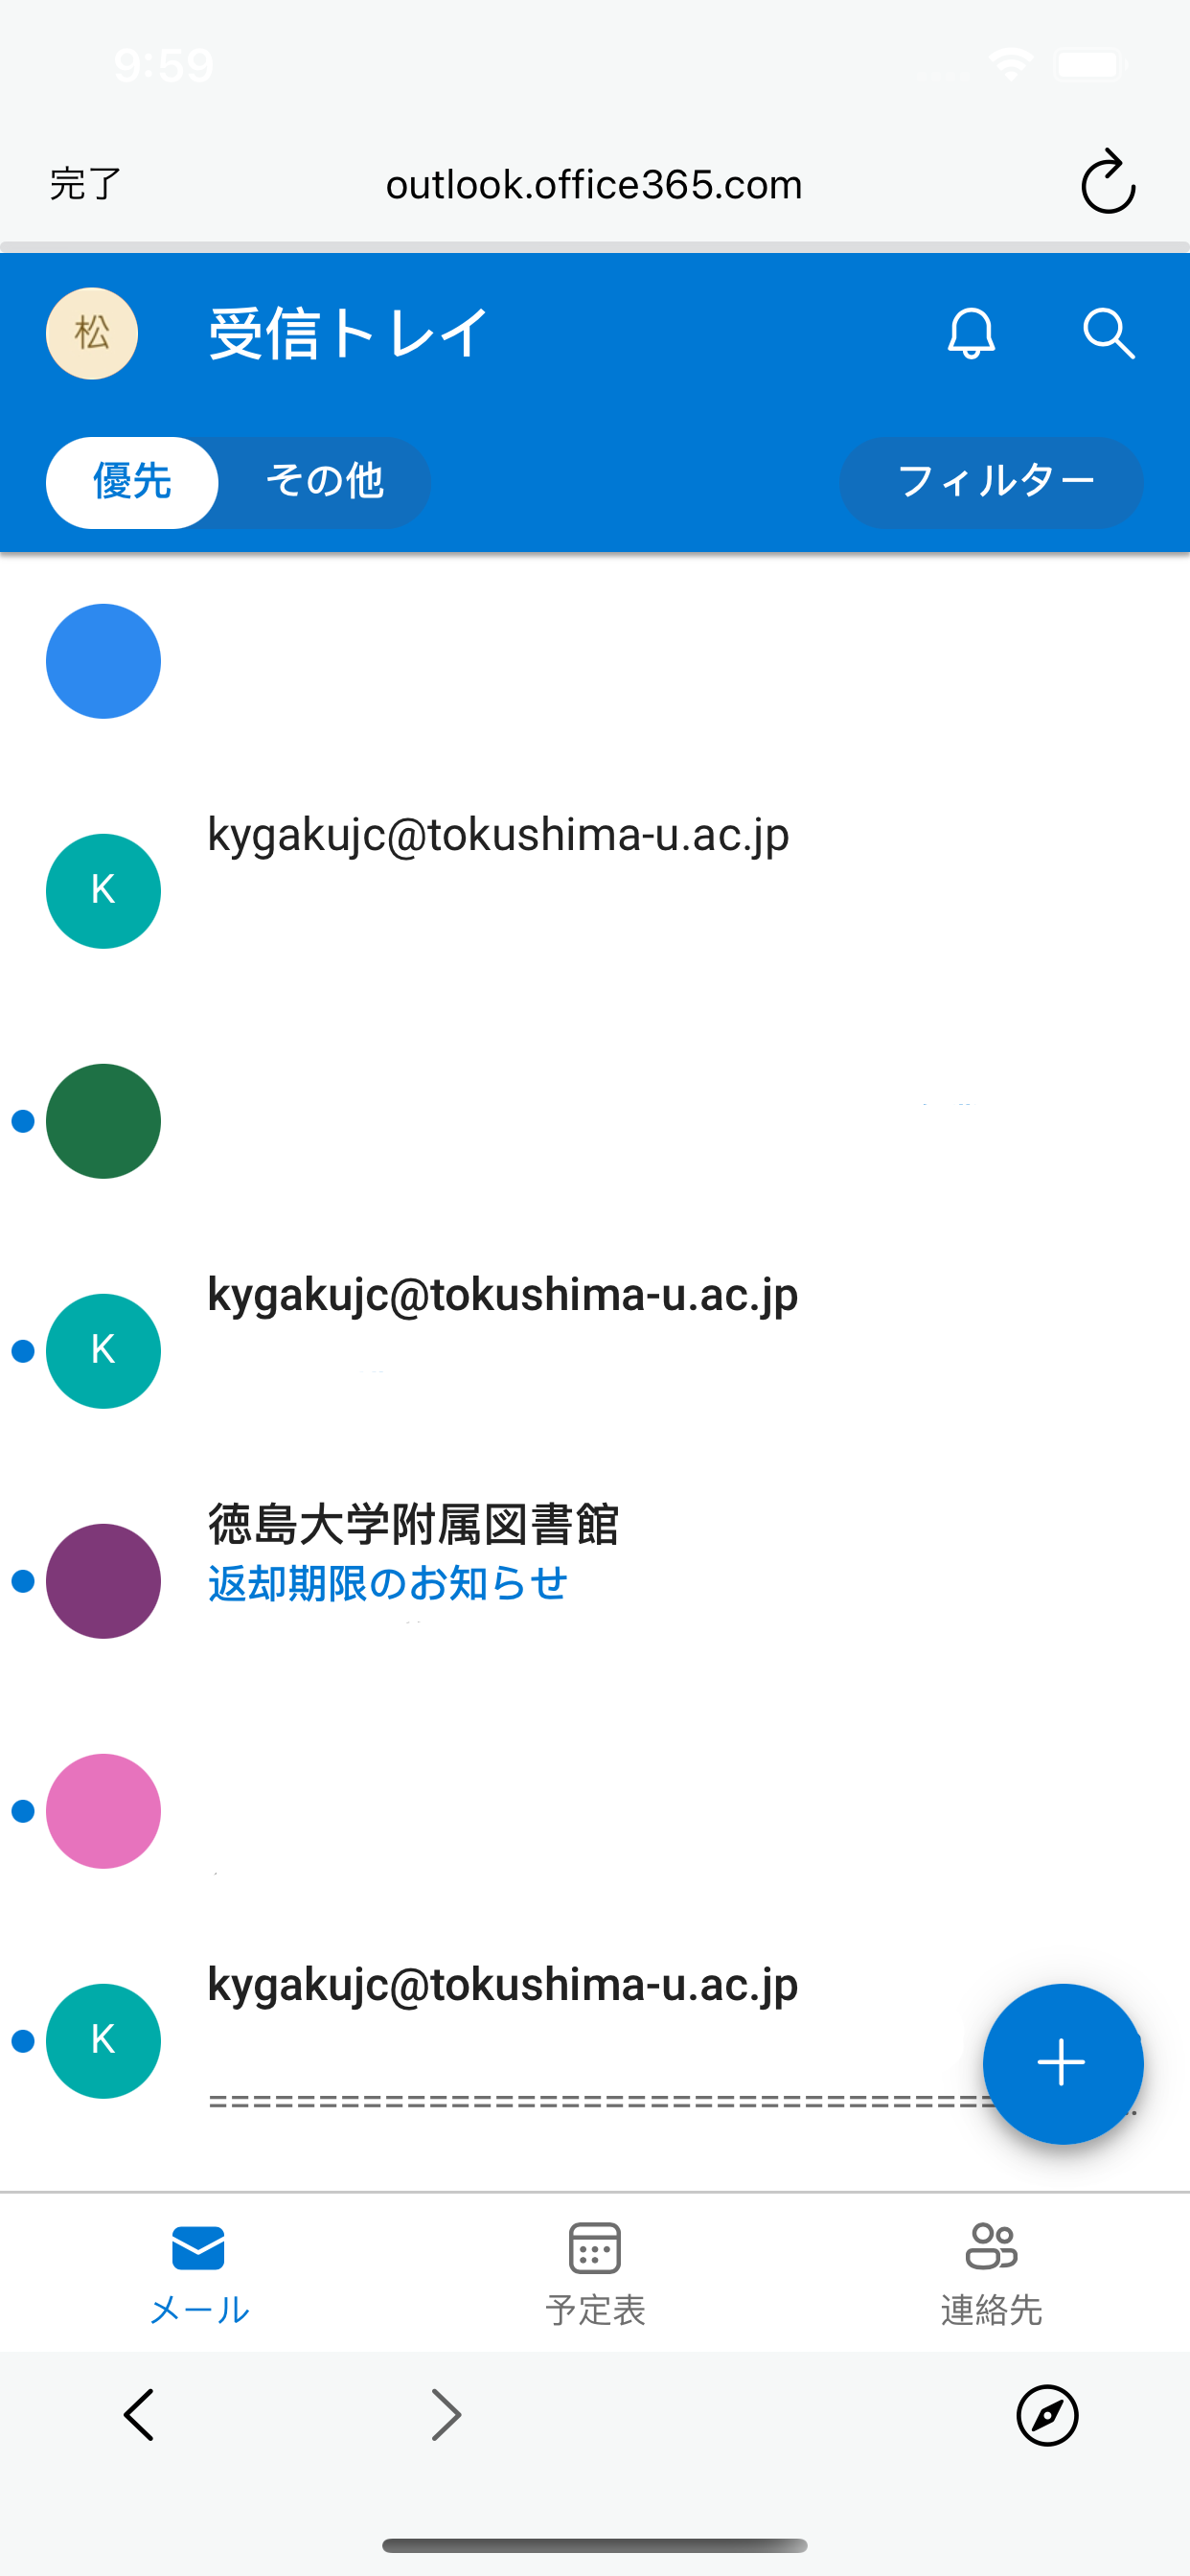 9:59
完了
outlook.office365.com
松
受信トレイ
優先
その他
フィルター
kygakujc@tokushima-u.ac.jp
K
kygakujc@tokushima-u.ac.jp
K
徳島大学附属図書館
返却期限のお知らせ
kygakujc@tokushima-u.ac.jp
K
====================================
メール
予定表
連絡先